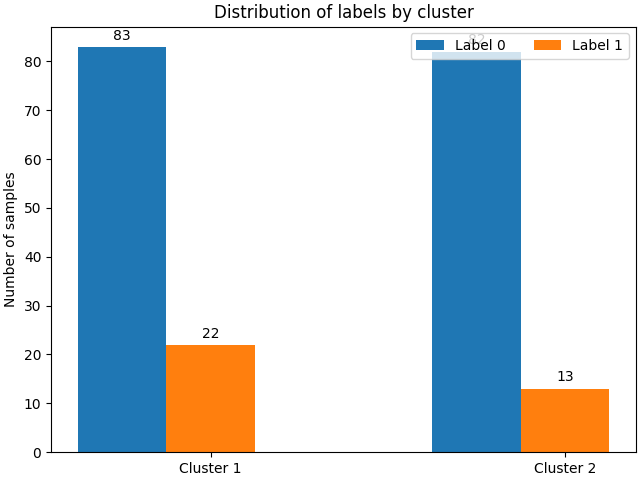 Distribution of labels by cluster
Label 0
Label 1
83
82
22
13
Number of samples
80
70
60
50
40
30
20
10
0
Cluster 1
Cluster 2